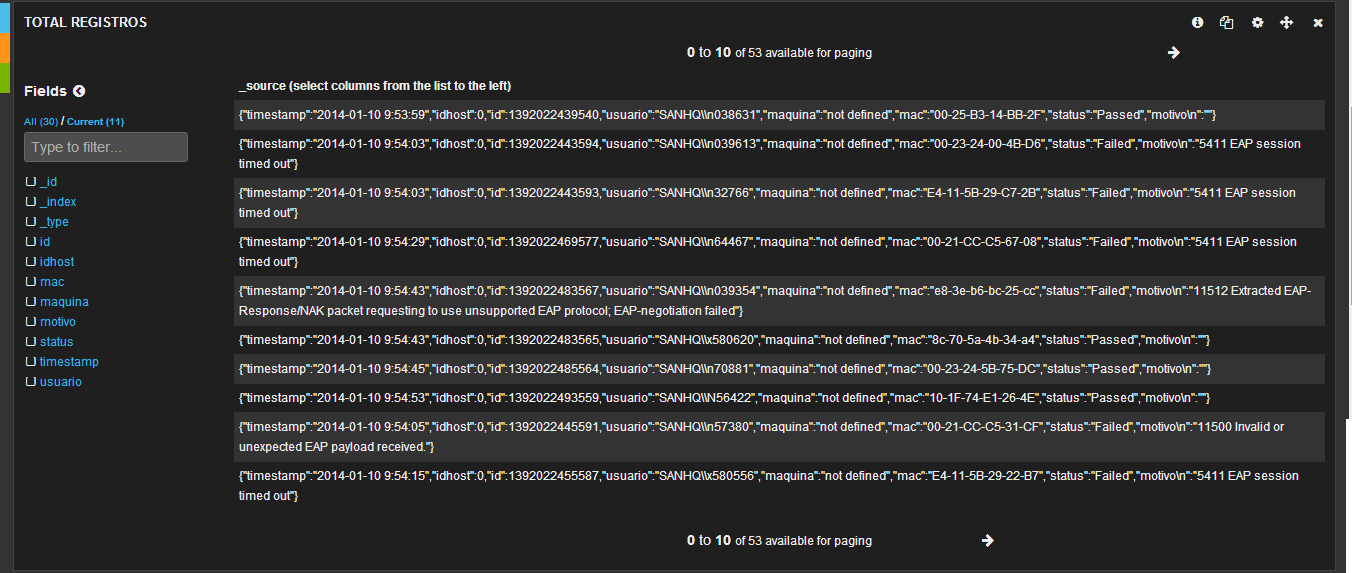 TOTAL REGISTROS
0 to 10 of 53 available for paging
Fields
All (30) / Current (11)
Type to filter...
_id
_index
_type
id
idhost
mac
maquina
motivo
status
timestamp
usuario
_source (select columns from the list to the left)
{"timestamp":"2014-01-10 9:53:59","idhost":0,"id":1392022439540,"usuario":"SANHQ\\n038631","maquina":"not defined","mac":"00-25-B3-14-BB-2F","status":"Passed","motivo\n":""}
{"timestamp":"2014-01-10 9:54:03","idhost":0,"id":1392022443594,"usuario":"SANHQ\\n039613","maquina":"not defined","mac":"00-23-24-00-4B-D6","status":"Failed","motivo\n":"5411 EAP session
timed out"}
{"timestamp":"2014-01-10 9:54:03","idhost":0,"id":1392022443593,"usuario":"SANHQ\\n32766","maquina":"not defined","mac":"E4-11-5B-29-C7-2B","status":"Failed","motivo\n":"5411 EAP session
timed out"}
{"timestamp":"2014-01-10 9:54:29","idhost":0,"id":1392022469577,"usuario":"SANHQ\\n64467","maquina":"not defined","mac":"00-21-CC-C5-67-08","status":"Failed","motivo\n":"5411 EAP session
timed out"}
{"timestamp":"2014-01-10 9:54:43","idhost":0,"id":1392022483567,"usuario":"SANHQ\\n039354","maquina":"not defined","mac":"e8-3e-b6-bc-25-cc","status":"Failed","motivo\n":"11512 Extracted EAP-
Response/NAK packet requesting to use unsupported EAP protocol; EAP-negotiation failed"}
{"timestamp":"2014-01-10 9:54:43","idhost":0,"id":1392022483565,"usuario":"SANHQ\\x580620","maquina":"not defined","mac":"8c-70-5a-4b-34-a4","status":"Passed","motivo\n":""}
{"timestamp":"2014-01-10 9:54:45","idhost":0,"id":1392022485564,"usuario":"SANHQ\\n70881","maquina":"not defined","mac":"00-23-24-5B-75-DC","status":"Passed","motivo\n":""}
{"timestamp":"2014-01-10 9:54:53","idhost":0,"id":1392022493559,"usuario":"SANHQ\\N56422","maquina":"not defined","mac":"10-1F-74-E1-26-4E","status":"Passed","motivo\n":""}
{"timestamp":"2014-01-10 9:54:05","idhost":0,"id":1392022445591,"usuario":"SANHQ\\n57380","maquina":"not defined","mac":"00-21-CC-C5-31-CF","status":"Failed","motivo\n":"11500 Invalid or
unexpected EAP payload received."}
{"timestamp":"2014-01-10 9:54:15","idhost":0,"id":1392022455587,"usuario":"SANHQ\\x580556","maquina":"not defined","mac":"E4-11-5B-29-22-B7","status":"Failed","motivo\n":"5411 EAP session
timed out"}
0 to 10 of 53 available for paging